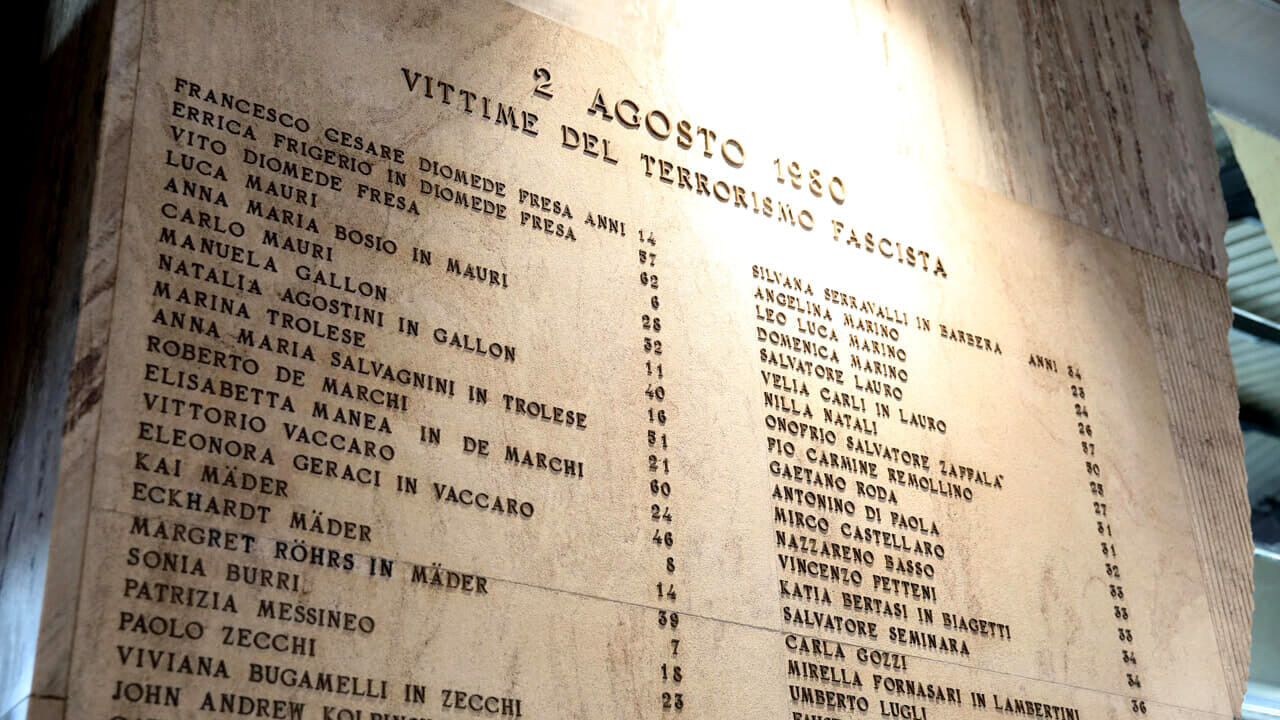 2 AGOSTO 1980
VITTIME DEL TERRORISMO FASCISTA
FRANCESCO CESARE DIOMEDE FRESA ANNI 14
ERRICA FRIGERIO IN DIOMEDE FRESA 57
VITO DIOMEDE FRESA 62
LUCA MAURI 6
ANNA MARIA BOSIO IN MAURI 28
CARLO MAURI 32
MANUELA GALLON 11
NATALIA AGOSTINI IN GALLON 40
MARINA TROLESE 16
ANNA MARIA SALVAGNINI IN TROLESE 51
ROBERTO DE MARCHI 21
ELISABETTA MANEA IN DE MARCHI 60
VITTORIO VACCARO 24
ELEONORA GERACI IN VACCARO 46
KAI MÄDER 8
ECKHARDT MÄDER 14
MARGRET RÖHRS IN MÄDER 39
SONIA BURRI 7
PATRIZIA MESSINEO 18
PAOLO ZECCHI 23
VIVIANA BUGAMELLI IN ZECCHI
JOHN ANDREW
SILVANA SERRAVALLI IN BARBERA ANNI 34
ANGELINA MARINO 23
LEO LUCA MARINO 24
DOMENICA MARINO 26
SALVATORE LAURO 57
VELIA CARLI IN LAURO 50
NILLA NATALI 25
ONOFRIO SALVATORE ZAPPALA' 27
PIO CARMINE REMOLLINO 31
GAETANO RODA 31
ANTONINO DI PAOLA 32
MIRCO CASTELLARO 33
NAZZARENO BASSO 33
VINCENZO PETTENI 33
KATIA BERTASI IN BIAGETTI 34
SALVATORE SEMINARA 34
CARLA GOZZI 36
MIRELLA FORNASARI IN LAMBERTINI
UMBERTO LUGLI